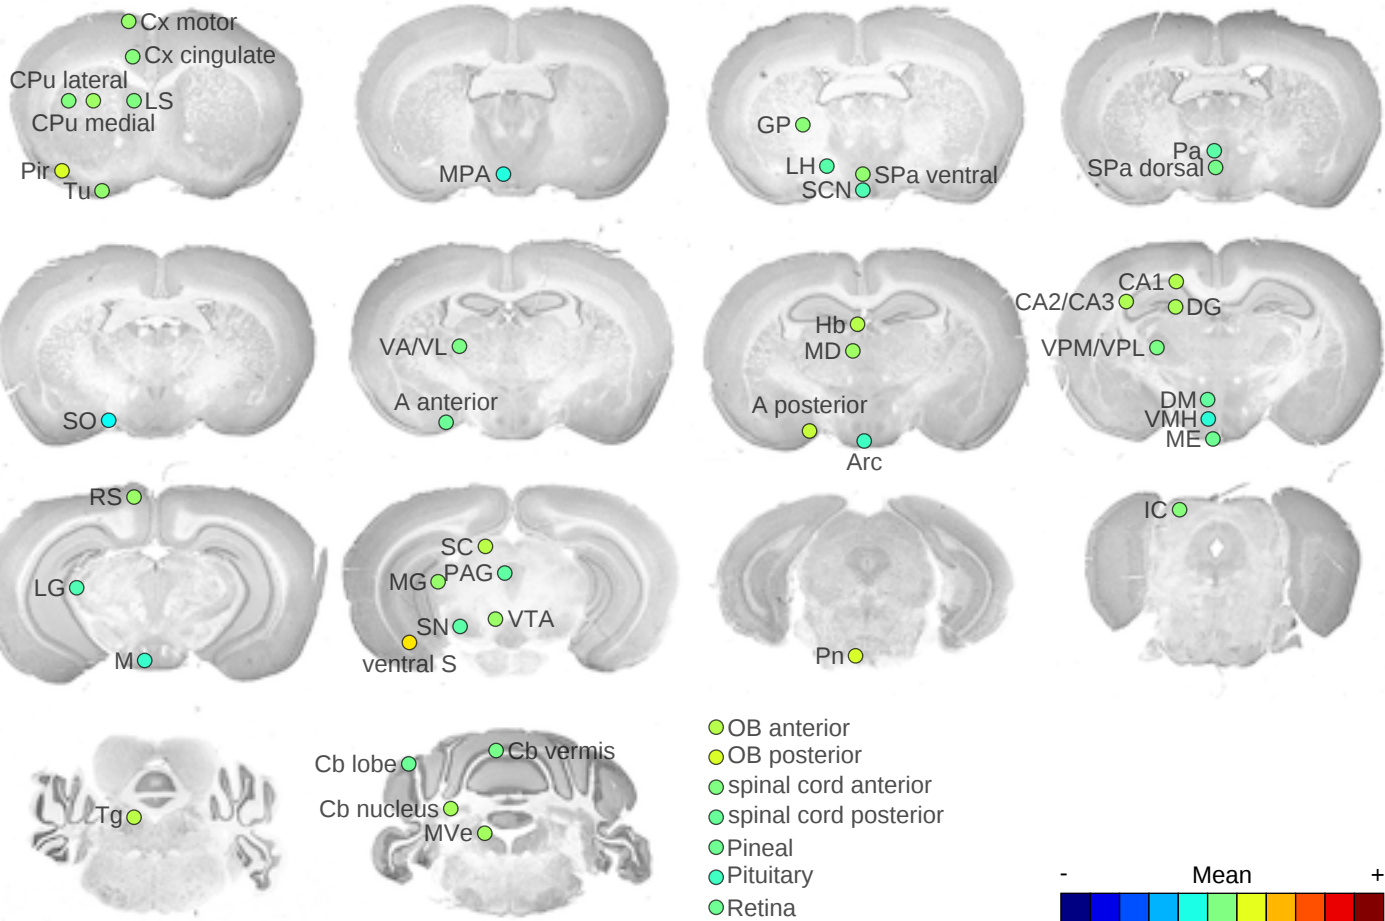 Cx motor
Cx cingulate
CPu lateral
LS
CPu medial
Pir
Tu
MPA
GP
LH
SPa ventral
SCN
Pa
SPa dorsal
SO
VA/VL
A anterior
Hb
MD
A posterior
Arc
CA1
CA2/CA3
DG
VPM/VPL
DM
VMH
ME
RS
LG
M
SC
MG
PAG
SN
VTA
ventral S
Pn
IC
Tg
Cb lobe
Cb vermis
Cb nucleus
MVe
OB anterior
OB posterior
spinal cord anterior
spinal cord posterior
Pineal
Pituitary
Retina
- Mean +